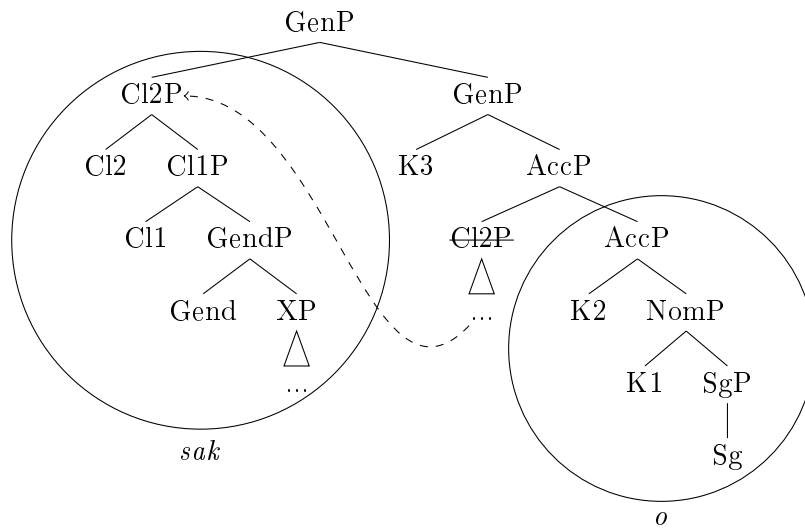 GenP
Cl2P GenP
Cl2 Cl1P K3 AccP
Cl1 GendP Cl2P AccP
Gend XP ... K2 NomP
... K1 SgP
sak Sg
o